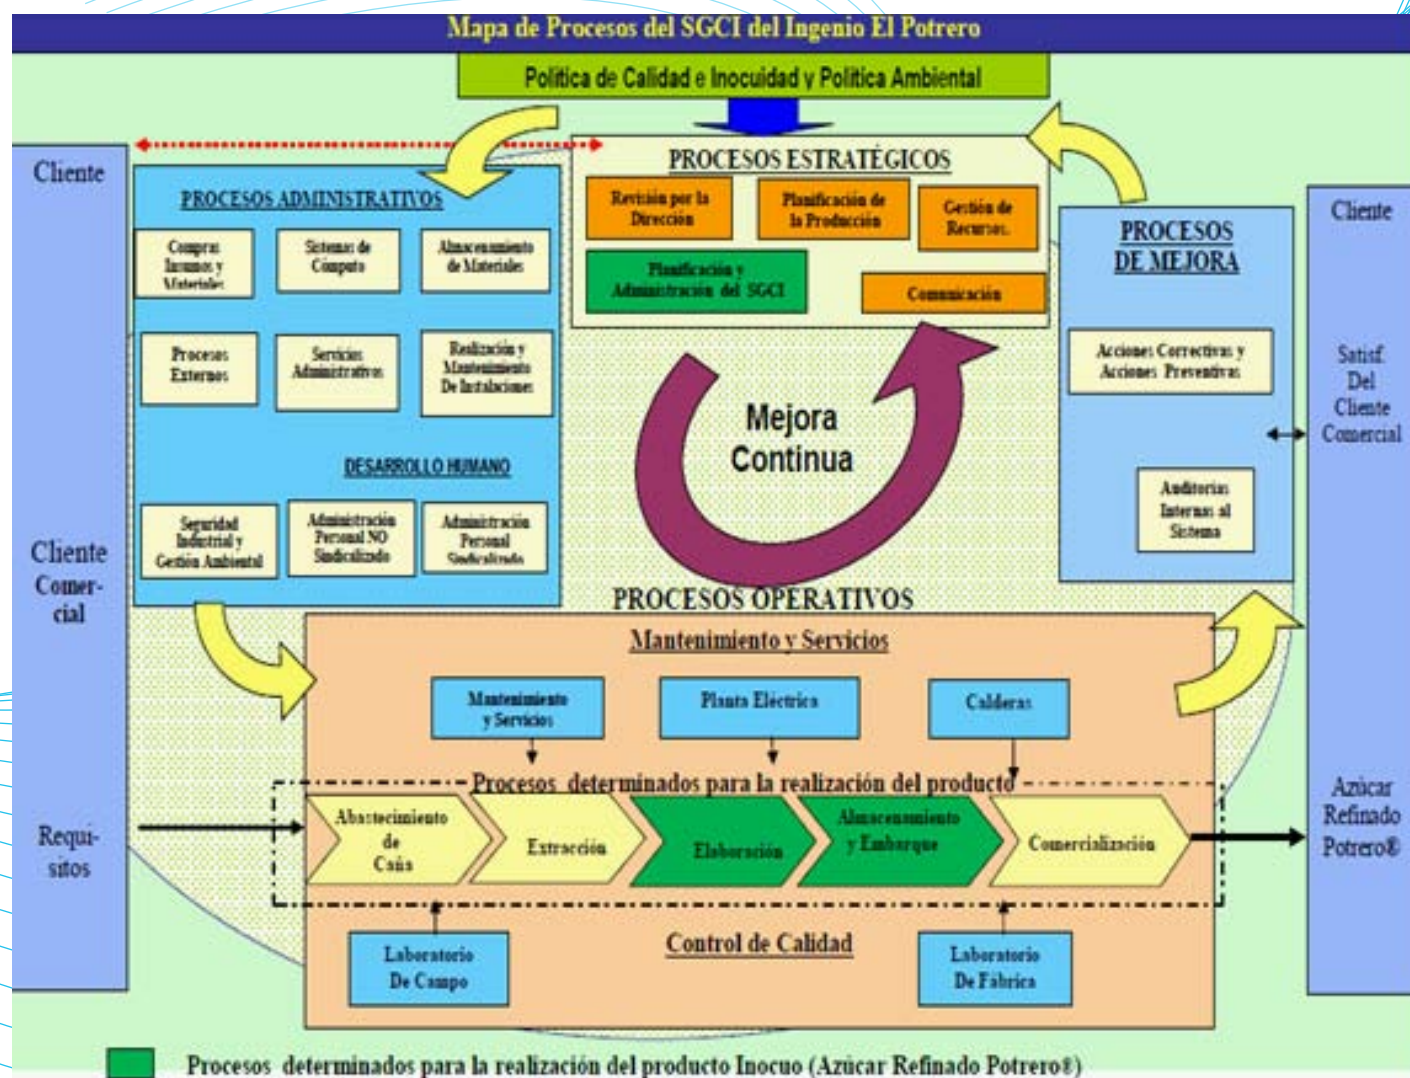 Mapa de Procesos del SGCI del Ingenio El Potrero
Política de Calidad e Inocuidad y Política Ambiental
Cliente
Cliente
Comer-
cial
Requi-
sitos
PROCESOS ADMINISTRATIVOS
Compras
Insumos y
Materiales
Sistemas de
Cómputo
Almacenamiento
de Materiales
Procesos
Externos
Servicios
Administrativos
Realización y
Mantenimiento
De Instalaciones
DESARROLLO HUMANO
Seguridad
Industrial y
Gestión Ambiental
Administración
Personal NO
Sindicalizado
Administración
Personal
Sindicalizado
PROCESOS ESTRATÉGICOS
Revisión por la
Dirección
Planificación de
la Producción
Gestión de
Recursos.
Planificación y
Administración del SGCI
Comunicación
Mejora
Continua
PROCESOS
DE MEJORA
Acciones Correctivas y
Acciones Preventivas
Auditorías
Internas al
Sistema
Cliente
Satisf.
Del
Cliente
Comercial
Azúcar
Refinado
Potrero®
PROCESOS OPERATIVOS
Mantenimiento y Servicios
Mantenimiento
y Servicios
Planta Eléctrica
Calderas
Procesos determinados para la realización del producto
Abastecimiento
de
Caña
Extracción
Elaboración
Almacenamiento
y Embarque
Comercialización
Laboratorio
De Campo
Control de Calidad
Laboratorio
De Fábrica
Procesos determinados para la realización del producto Inocuo (Azúcar Refinado Potrero®)